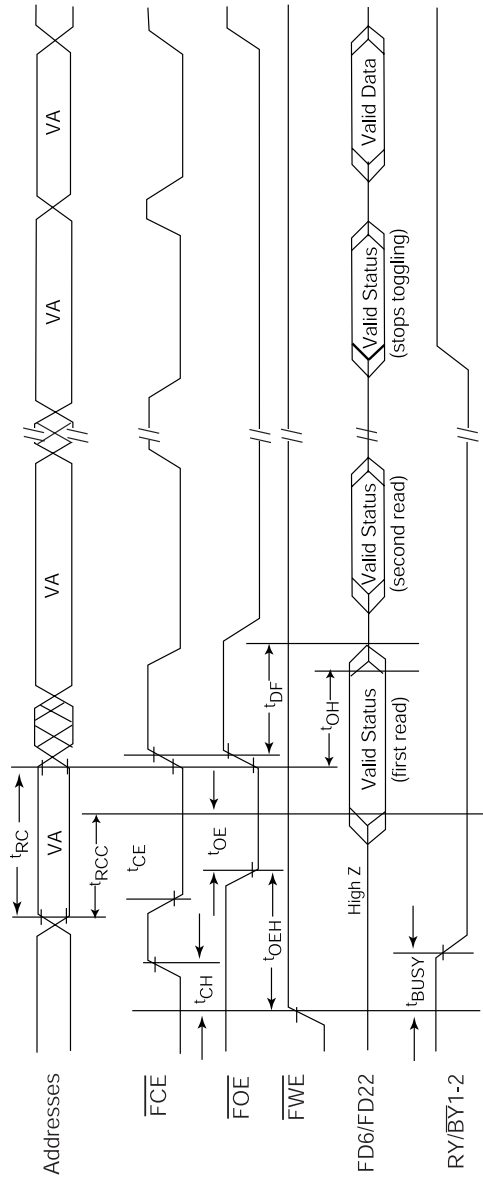 Addresses
VA
VA
VA
VA
tRC
tRCC
FCE
tCH
tCE
FOE
tOEH
tOE
tDF
tOH
FWE
FD6/FD22
High Z
Valid Status
(first read)
Valid Status
(second read)
Valid Status
(stops toggling)
Valid Data
RY/BY1-2
tBUSY